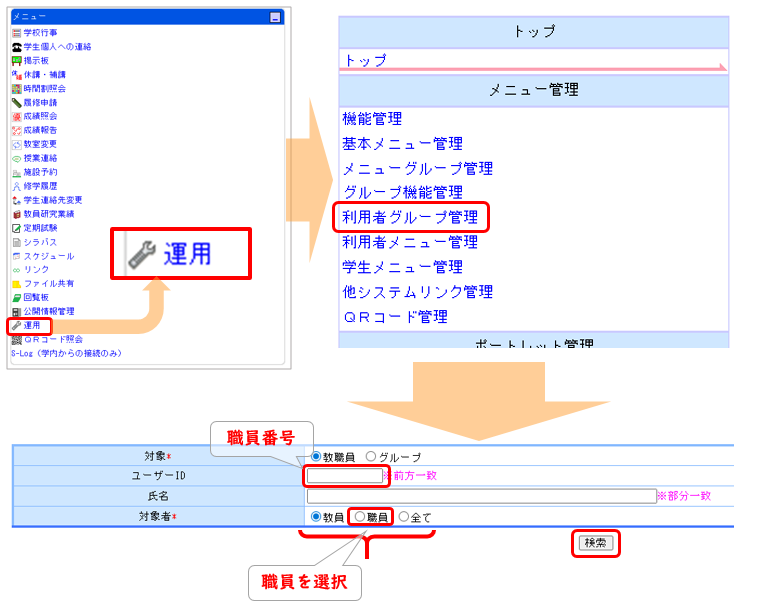 メニュー
学校行事
学生個人への連絡
掲示板
休講・補講
時間割照会
履修申請
成績照会
成績報告
教室変更
授業連絡
施設予約
修学履歴
学生連絡先変更
教員研究業績
定期試験
シラバス
スケジュール
リンク
ファイル共有
回覧板
公開情報管理
運用
QRコード照会
S-Log（学内からの接続のみ）
運用
トップ
トップ
メニュー管理
機能管理
基本メニュー管理
メニューグループ管理
グループ機能管理
利用者グループ管理
利用者メニュー管理
学生メニュー管理
他システムリンク管理
QRコード管理
ポートレット管理
職員番号
対象* 教職員 グループ
ユーザーID ※前方一致
氏名 ※部分一致
対象者* 教員 職員 全て
検索
職員を選択